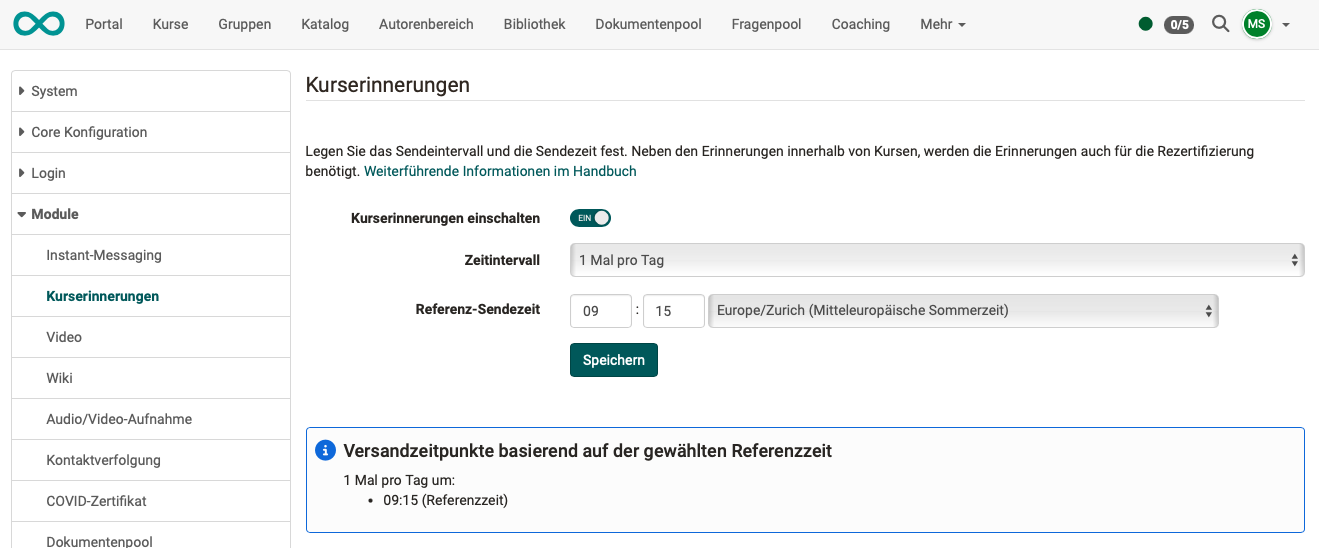 Portal Kurse Gruppen Katalog Autorenbereich Bibliothek Dokumentenpool Fragenpool Coaching Mehr 0/5 MS
System
Core Konfiguration
Login
Module
Instant-Messaging
Kurserinnerungen
Video
Wiki
Audio/Video-Aufnahme
Kontaktverfolgung
COVID-Zertifikat
Dokumentenpool
Kurserinnerungen
Legen Sie das Sendeintervall und die Sendezeit fest. Neben den Erinnerungen innerhalb von Kursen, werden die Erinnerungen auch für die Rezertifizierung
benötigt. Weiterführende Informationen im Handbuch
Kurserinnerungen einschalten EIN
Zeitintervall 1 Mal pro Tag
Referenz-Sendezeit 09 : 15 Europe/Zurich (Mitteleuropäische Sommerzeit)
Speichern
Versandzeitpunkte basierend auf der gewählten Referenzzeit
1 Mal pro Tag um:
• 09:15 (Referenzzeit)